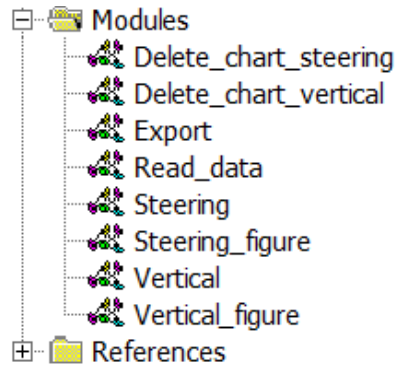 Modules
Delete_chart_steering
Delete_chart_vertical
Export
Read_data
Steering
Steering_figure
Vertical
Vertical_figure
References